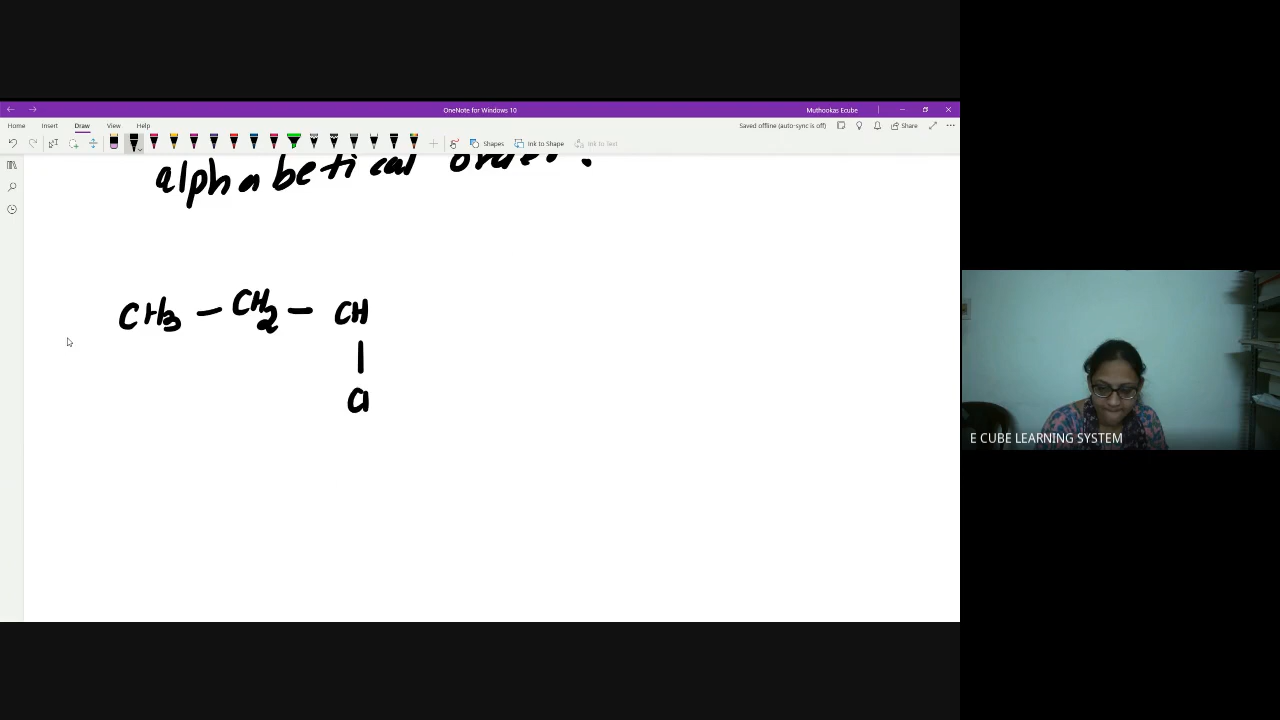 OneNote for Windows 10
Muthookas Ecube
Home Insert Draw View Help
Saved offline (auto-sync is off)
Share
Shapes
Ink to Shape
Ink to Text
alphabetical order.
CH3 — CH2 — CH
|
Cl
E CUBE LEARNING SYSTEM